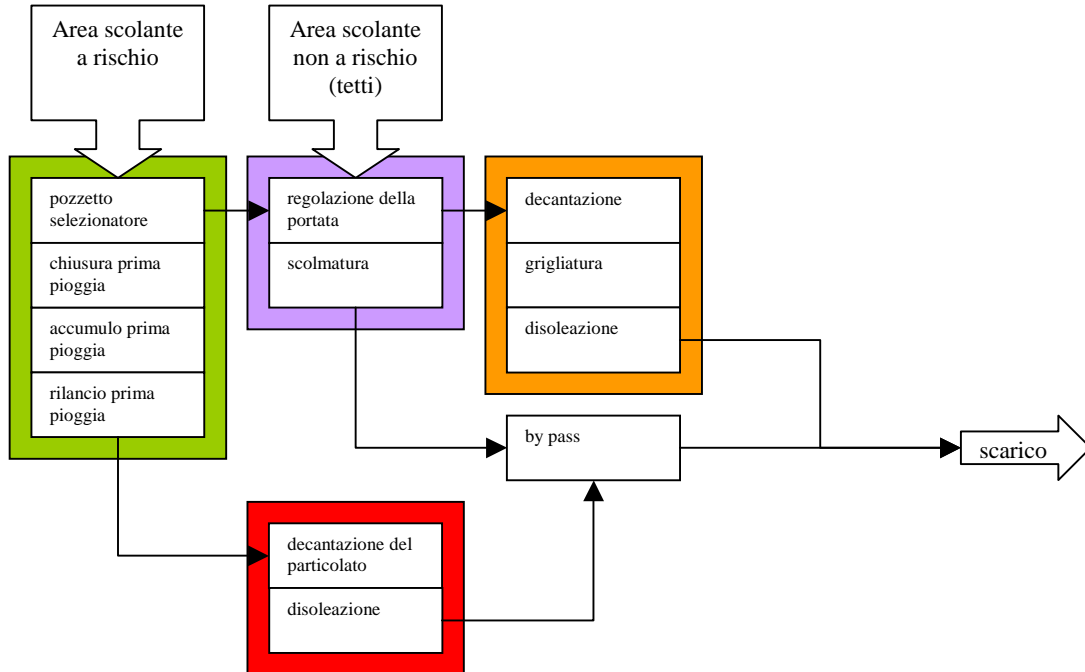 Area scolante
a rischio
Area scolante
non a rischio
(tetti)
pozzetto
selezionatore
chiusura prima
pioggia
accumulo prima
pioggia
rilancio prima
pioggia
regolazione della
portata
scolmatura
decantazione
grigliatura
disoleazione
by pass
scarico
decantazione del
particolato
disoleazione